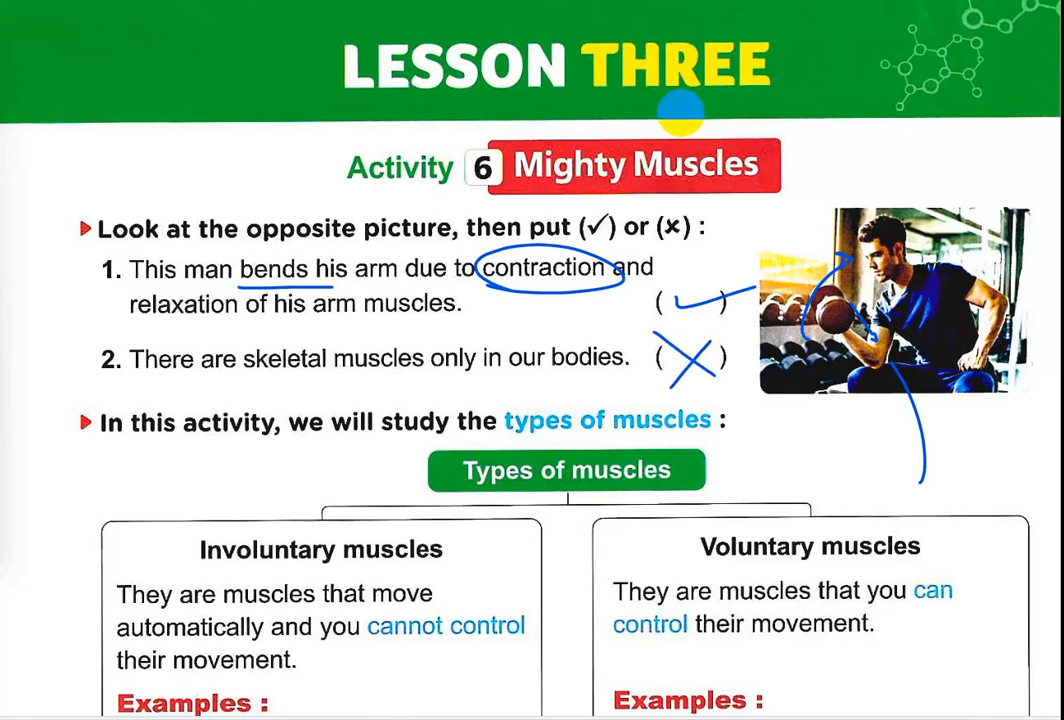 LESSON THREE
Activity 6 Mighty Muscles
Look at the opposite picture, then put (✓) or (×) :
1. This man bends his arm due to contraction and
relaxation of his arm muscles. (✓)
2. There are skeletal muscles only in our bodies. (X)
In this activity, we will study the types of muscles :
Types of muscles
Involuntary muscles
They are muscles that move
automatically and you cannot control
their movement.
Examples :
Voluntary muscles
They are muscles that you can
control their movement.
Examples :